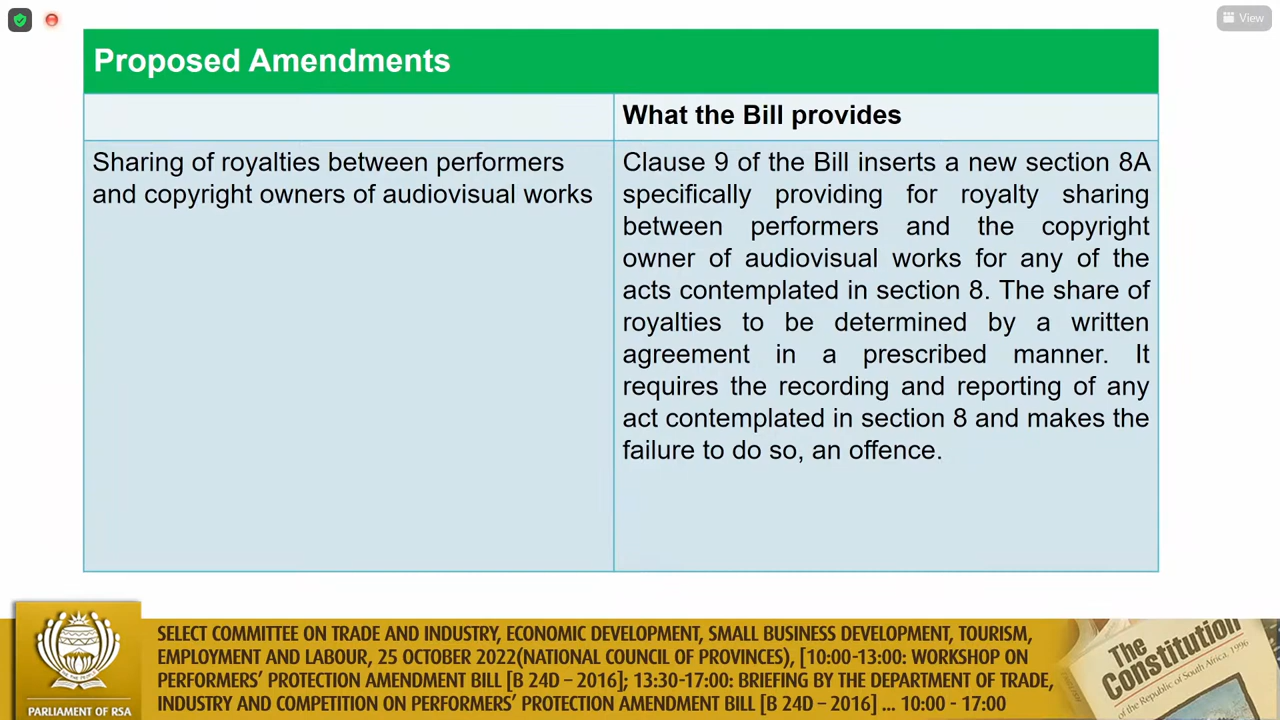 View
Proposed Amendments
What the Bill provides
Sharing of royalties between performers
and copyright owners of audiovisual works
Clause 9 of the Bill inserts a new section 8A
specifically providing for royalty sharing
between performers and the copyright
owner of audiovisual works for any of the
acts contemplated in section 8. The share of
royalties to be determined by a written
agreement in a prescribed manner. It
requires the recording and reporting of any
act contemplated in section 8 and makes the
failure to do so, an offence.
SELECT COMMITTEE ON TRADE AND INDUSTRY, ECONOMIC DEVELOPMENT, SMALL BUSINESS DEVELOPMENT, TOURISM,
EMPLOYMENT AND LABOUR, 25 OCTOBER 2022(NATIONAL COUNCIL OF PROVINCES), [10:00-13:00: WORKSHOP ON
PERFORMERS' PROTECTION AMENDMENT BILL [B 24D – 2016]; 13:30-17:00: BRIEFING BY THE DEPARTMENT OF TRADE,
INDUSTRY AND COMPETITION ON PERFORMERS' PROTECTION AMENDMENT BILL [B 24D – 2016] ... 10:00 - 17:00
PARLIAMENT OF RSA
The
Constitution
of the Republic of South Africa, 1996